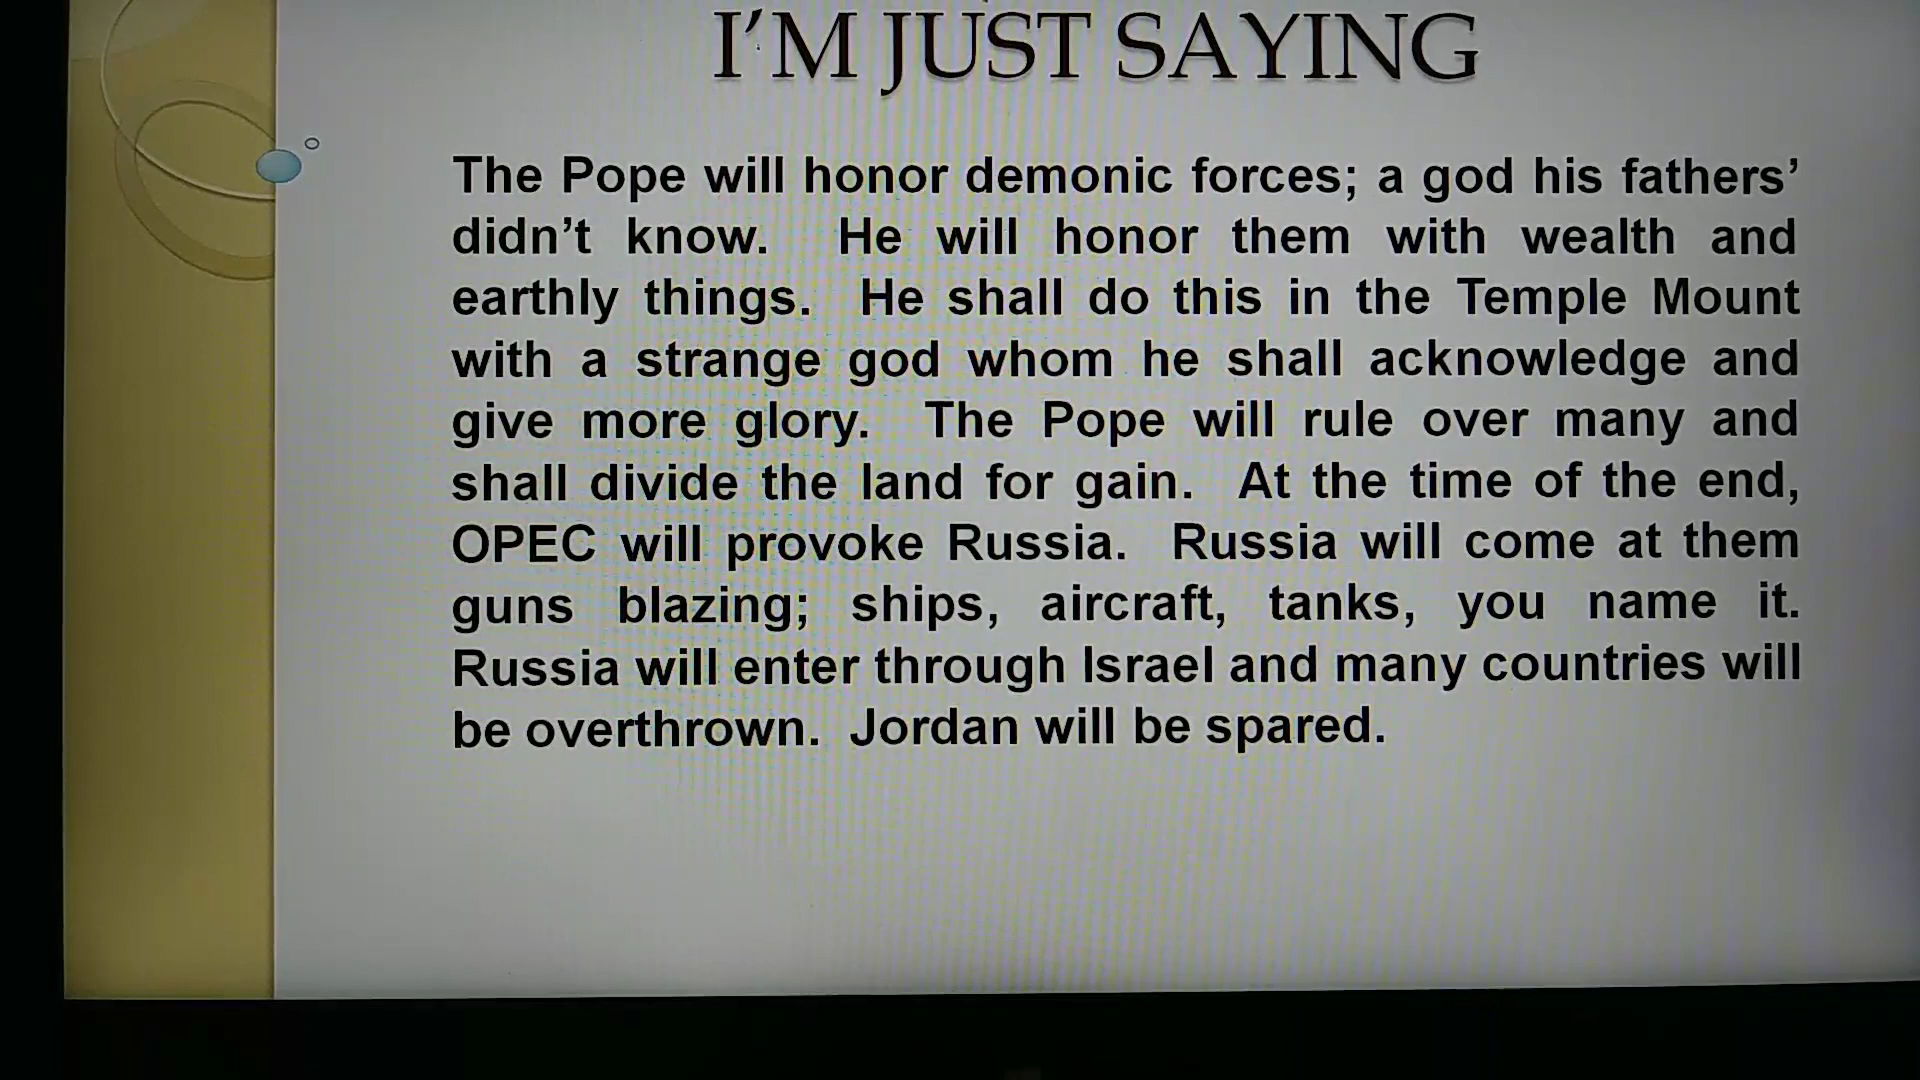 I'M JUST SAYING
The Pope will honor demonic forces; a god his fathers'
didn't know. He will honor them with wealth and
earthly things. He shall do this in the Temple Mount
with a strange god whom he shall acknowledge and
give more glory. The Pope will rule over many and
shall divide the land for gain. At the time of the end,
OPEC will provoke Russia. Russia will come at them
guns blazing; ships, aircraft, tanks, you name it.
Russia will enter through Israel and many countries will
be overthrown. Jordan will be spared.